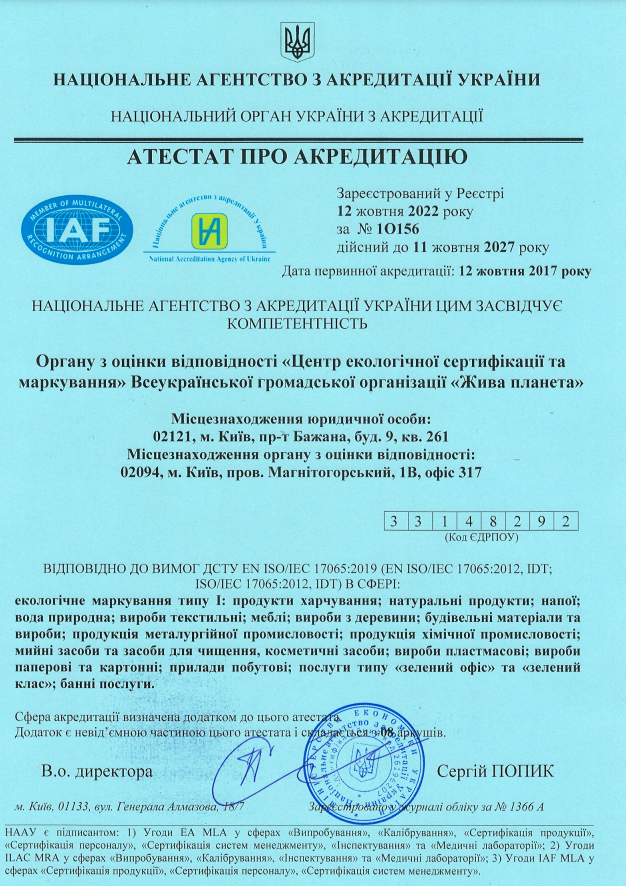 НАЦІОНАЛЬНЕ АГЕНТСТВО З АКРЕДИТАЦІЇ УКРАЇНИ
НАЦІОНАЛЬНИЙ ОРГАН УКРАЇНИ З АКРЕДИТАЦІЇ
АТЕСТАТ ПРО АКРЕДИТАЦІЮ
MEMBER OF MULTILATERAL
IAF
RECOGNITION ARRANGEMENT
Національне агентство з акредитації України
National Accreditation Agency of Ukraine
Зареєстрований у Реєстрі
12 жовтня 2022 року
за № 1О156
дійсний до 11 жовтня 2027 року
Дата первинної акредитації: 12 жовтня 2017 року
НАЦІОНАЛЬНЕ АГЕНТСТВО З АКРЕДИТАЦІЇ УКРАЇНИ ЦИМ ЗАСВІДЧУЄ
КОМПЕТЕНТНІСТЬ
Органу з оцінки відповідності «Центр екологічної сертифікації та
маркування» Всеукраїнської громадської організації «Жива планета»
Місцезнаходження юридичної особи:
02121, м. Київ, пр-т Бажана, буд. 9, кв. 261
Місцезнаходження органу з оцінки відповідності:
02094, м. Київ, пров. Магнітогорський, 1В, офіс 317
3 3 1 4 8 2 9 2
(Код ЄДРПОУ)
ВІДПОВІДНО ДО ВИМОГ ДСТУ EN ISO/IEC 17065:2019 (EN ISO/IEC 17065:2012, IDT;
ISO/IEC 17065:2012, IDT) В СФЕРІ:
екологічне маркування типу І: продукти харчування; натуральні продукти; напої;
вода природна; вироби текстильні; меблі; вироби з деревини; будівельні матеріали та
вироби; продукція металургійної промисловості; продукція хімічної промисловості;
мийні засоби та засоби для чищення, косметичні засоби; вироби пластмасові; вироби
паперові та картонні; прилади побутові; послуги типу «зелений офіс» та «зелений
клас»; банні послуги.
Сфера акредитації визначена додатком до цього атестата.
Додаток є невід’ємною частиною цього атестата і складається з 08 аркушів.
В.о. директора
Сергій ПОПИК
м. Київ, 01133, вул. Генерала Алмазова, 18/7
Зареєстровано у журналі обліку за № 1366 А
НААУ є підписантом: 1) Угоди EA MLA у сферах «Випробування», «Калібрування», «Сертифікація продукції»,
«Сертифікація персоналу», «Сертифікація систем менеджменту», «Інспектування» та «Медичні лабораторії»; 2) Угоди
ILAC MRA у сферах «Випробування», «Калібрування», «Інспектування» та «Медичні лабораторії»; 3) Угоди IAF MLA у
сферах «Сертифікація продукції», «Сертифікація персоналу», «Сертифікація систем менеджменту».